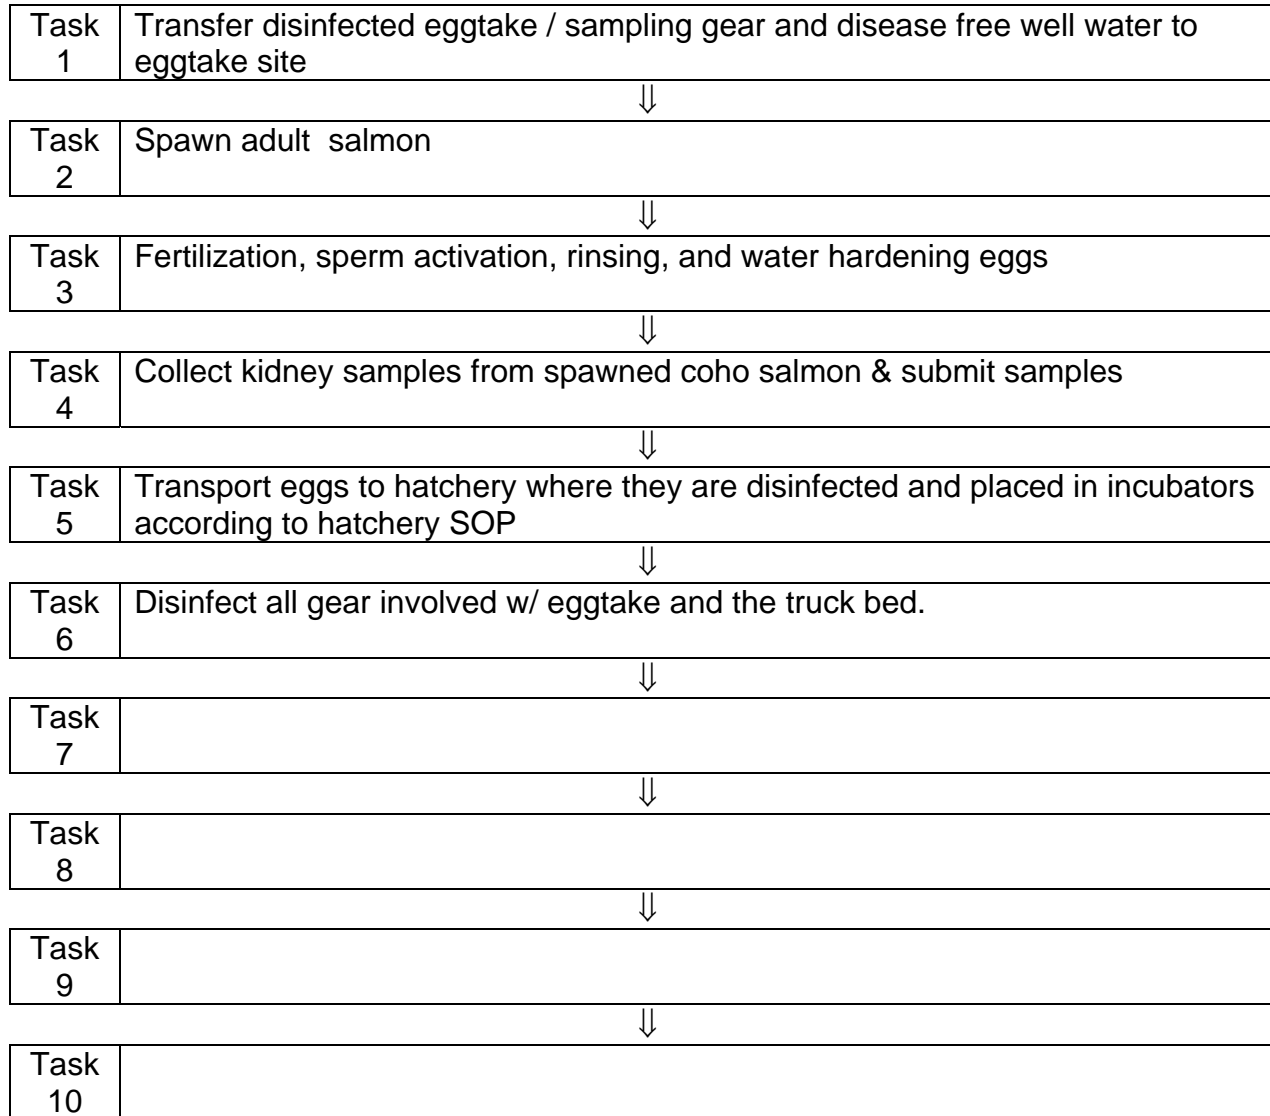 Task 1 Transfer disinfected eggtake / sampling gear and disease free well water to
eggtake site
⇓
Task 2 Spawn adult  salmon
⇓
Task 3 Fertilization, sperm activation, rinsing, and water hardening eggs
⇓
Task 4 Collect kidney samples from spawned coho salmon & submit samples
⇓
Task 5 Transport eggs to hatchery where they are disinfected and placed in incubators
according to hatchery SOP
⇓
Task 6 Disinfect all gear involved w/ eggtake and the truck bed.
⇓
Task 7
⇓
Task 8
⇓
Task 9
⇓
Task 10